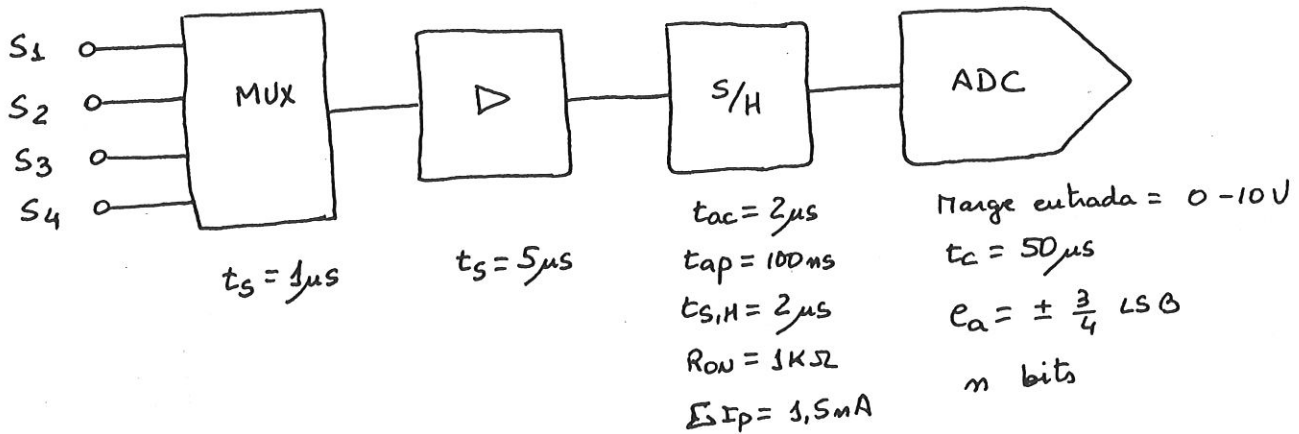 S1
S2
S3
S4
MUX
▷
S/H
ADC
ts = 1μs
ts = 5μs
tac = 2μs
tap = 100ns
ts,H = 2μs
RON = 1KΩ
ΣIp = 1,5nA
Marge entrada = 0-10V
tc = 50μs
ea = ± 3/4 LSB
n bits